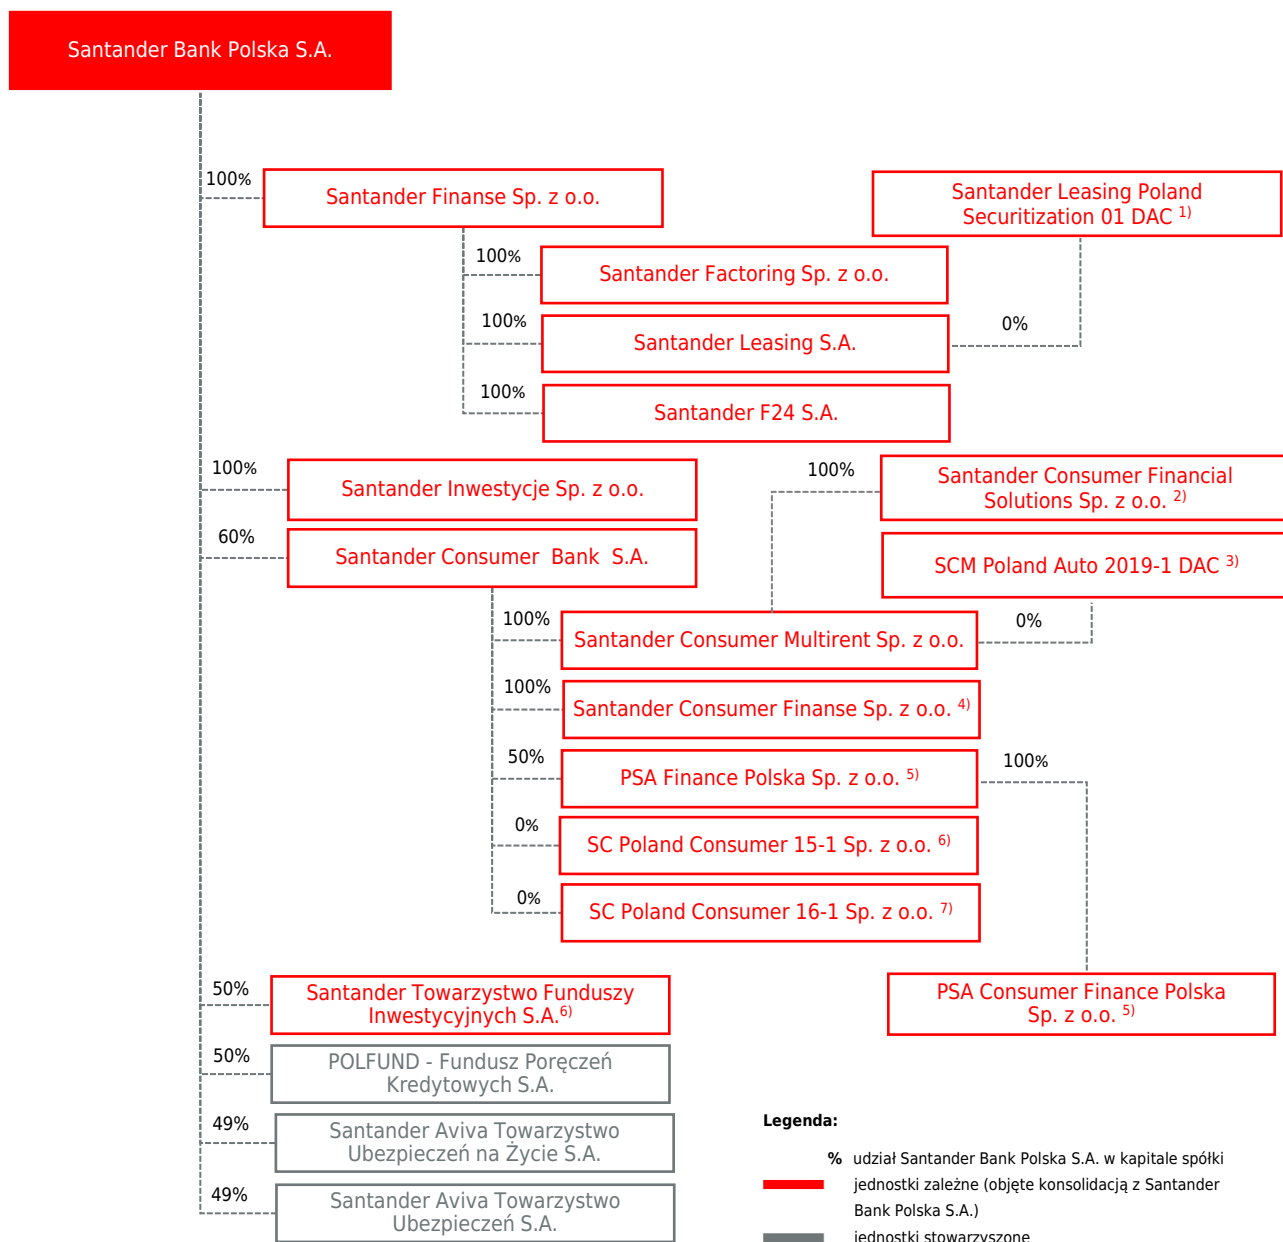 Santander Bank Polska S.A.
100%
Santander Finanse Sp. z o.o.
Santander Leasing Poland
Securitization 01 DAC 1)
100%
Santander Factoring Sp. z o.o.
100%
Santander Leasing S.A.
0%
100%
Santander F24 S.A.
100%
Santander Inwestycje Sp. z o.o.
100%
Santander Consumer Financial
Solutions Sp. z o.o. 2)
60%
Santander Consumer Bank S.A.
SCM Poland Auto 2019-1 DAC 3)
100%
Santander Consumer Multirent Sp. z o.o.
0%
100%
Santander Consumer Finanse Sp. z o.o. 4)
50%
PSA Finance Polska Sp. z o.o. 5)
100%
0%
SC Poland Consumer 15-1 Sp. z o.o. 6)
0%
SC Poland Consumer 16-1 Sp. z o.o. 7)
50%
Santander Towarzystwo Funduszy
Inwestycyjnych S.A.6)
PSA Consumer Finance Polska
Sp. z o.o. 5)
50%
POLFUND - Fundusz Poręczeń
Kredytowych S.A.
49%
Santander Aviva Towarzystwo
Ubezpieczeń na Życie S.A.
49%
Santander Aviva Towarzystwo
Ubezpieczeń S.A.
Legenda:
% udział Santander Bank Polska S.A. w kapitale spółki
jednostki zależne (objęte konsolidacją z Santander
Bank Polska S.A.)
jednostki stowarzyszone